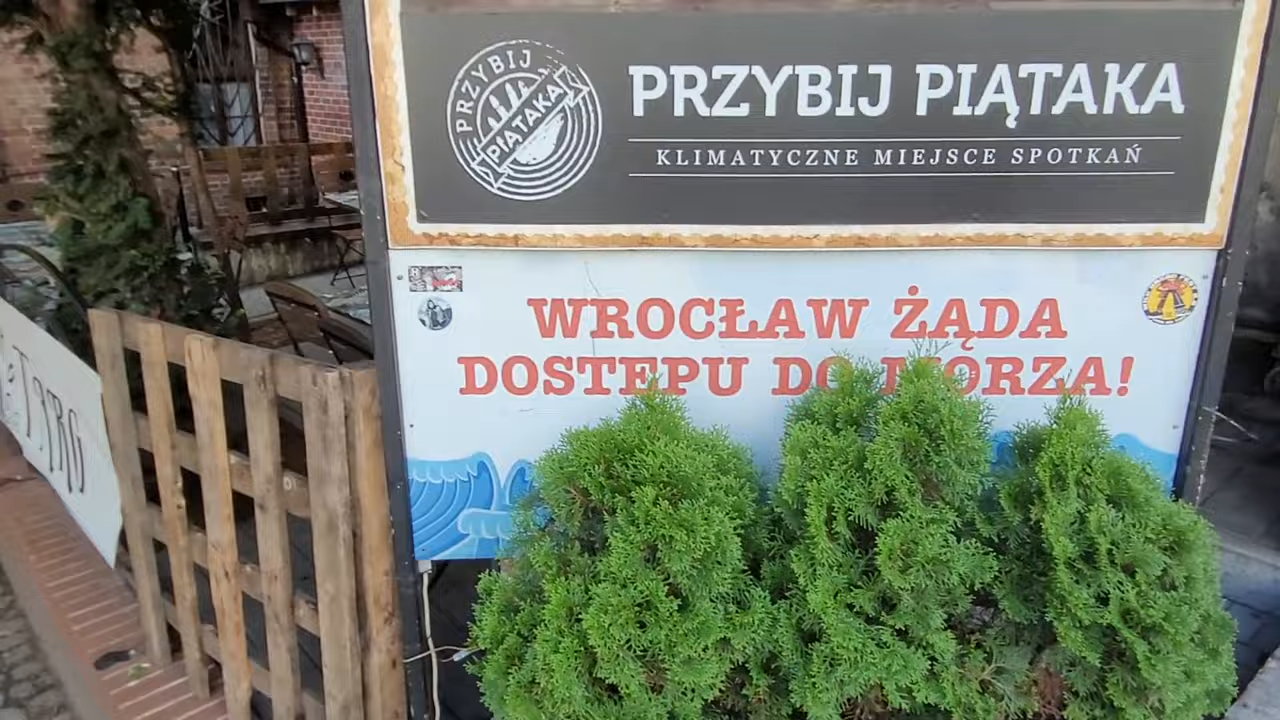 PRZYBIJ
PIĄTAKA
PRZYBIJ PIĄTAKA
KLIMATYCZNE MIEJSCE SPOTKAŃ
WROCŁAW ŻĄDA
DOSTĘPU DO MORZA!